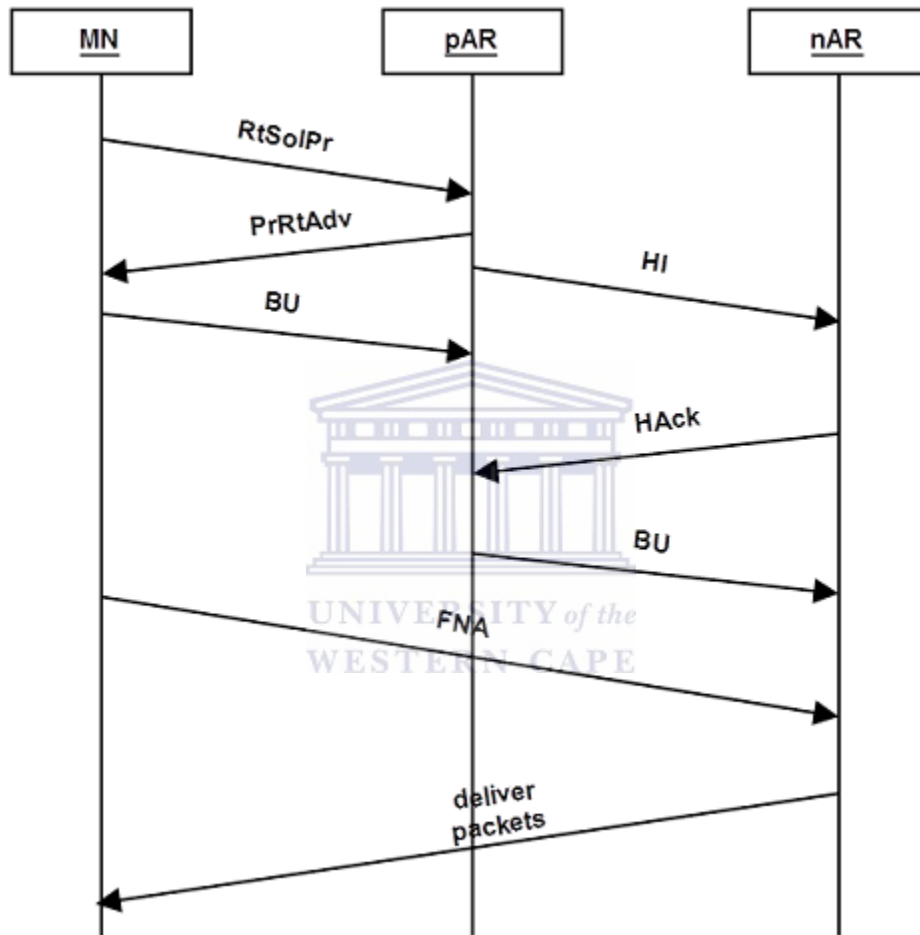 MN
pAR
nAR
RtSolPr
PrRtAdv
HI
BU
HAck
BU
FNA
UNIVERSITY of the
WESTERN CAPE
deliver
packets